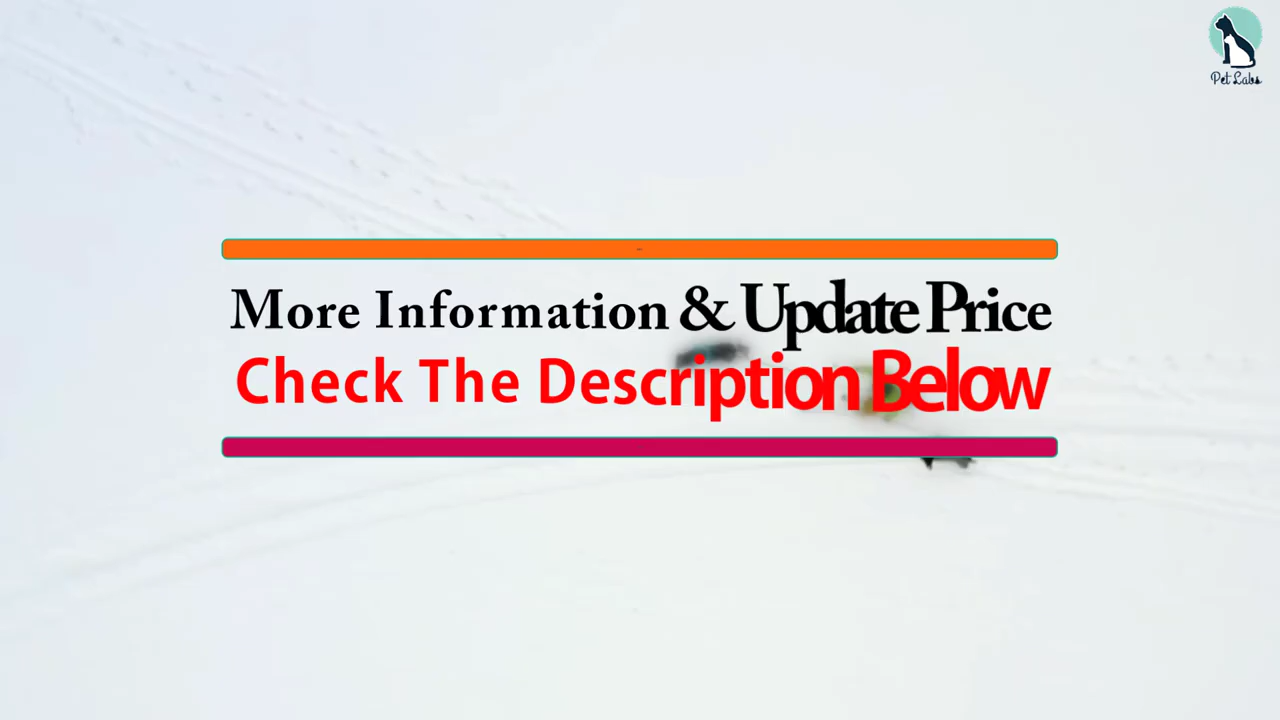 Pet Labs
More Information & Update Price
Check The Description Below